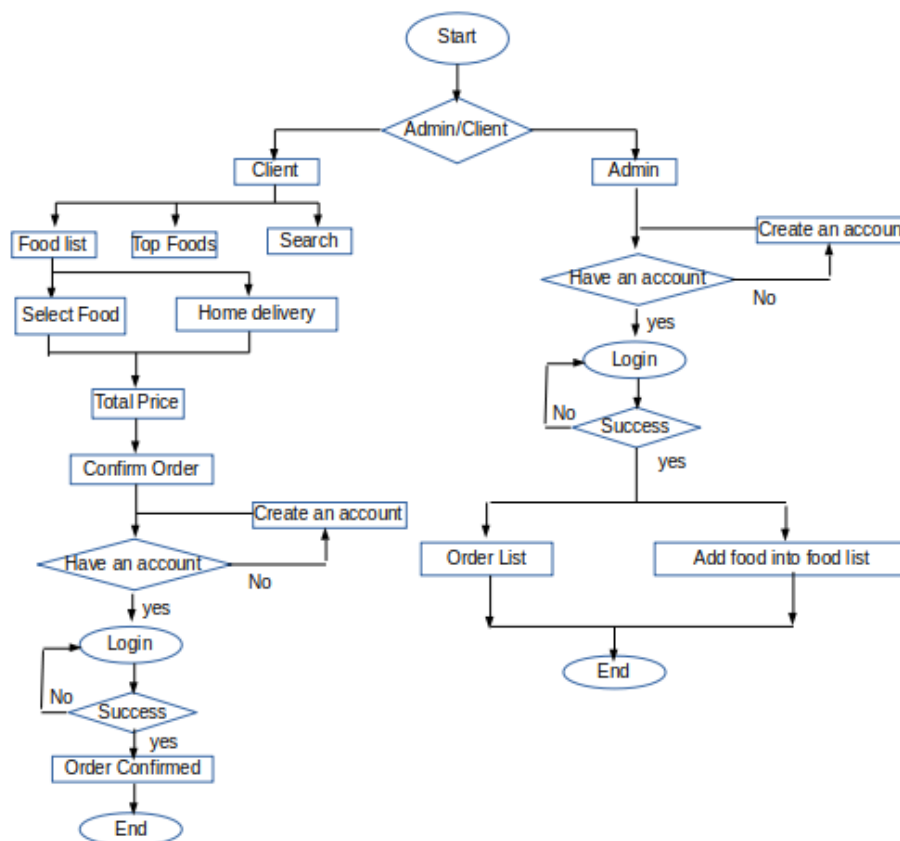 Start
Admin/Client
Client
Admin
Food list
Top Foods
Search
Create an account
Have an account
No
yes
Select Food
Home delivery
Login
No
Success
yes
Total Price
Confirm Order
Create an account
Have an account
No
yes
Order List
Add food into food list
Login
No
Success
yes
End
Order Confirmed
End